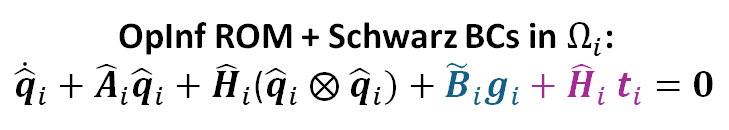 OpInf ROM + Schwarz BCs in Ωᵢ:
q̂̇ᵢ + Âᵢq̂ᵢ + Ĥᵢ(q̂ᵢ ⊗ q̂ᵢ) + B̃ᵢgᵢ + Ĥᵢ tᵢ = 0